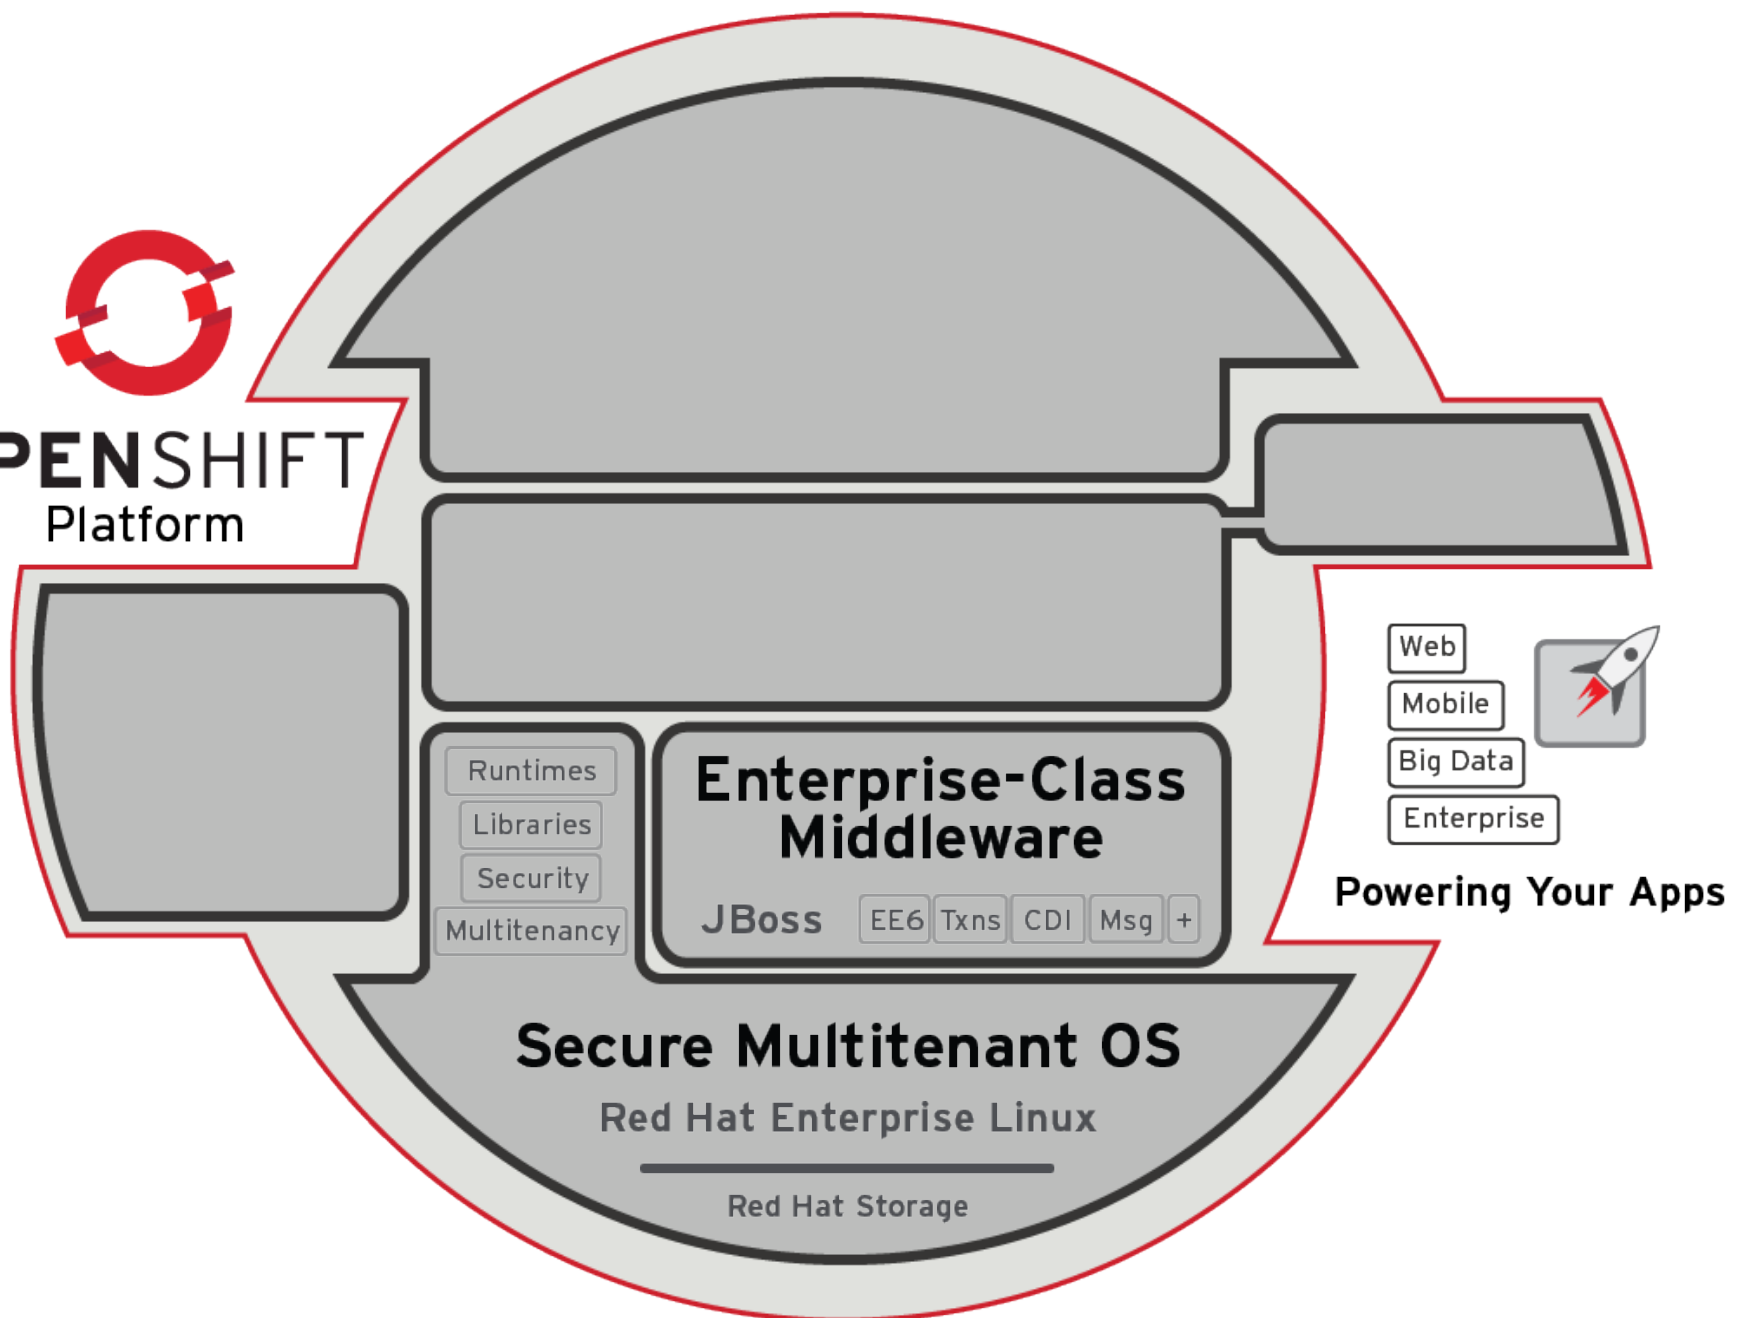 PENSHIFT
Platform
Web
Mobile
Big Data
Enterprise
Powering Your Apps
Runtimes
Libraries
Security
Multitenancy
Enterprise-Class
Middleware
JBoss EE6 Txns CDI Msg +
Secure Multitenant OS
Red Hat Enterprise Linux
Red Hat Storage